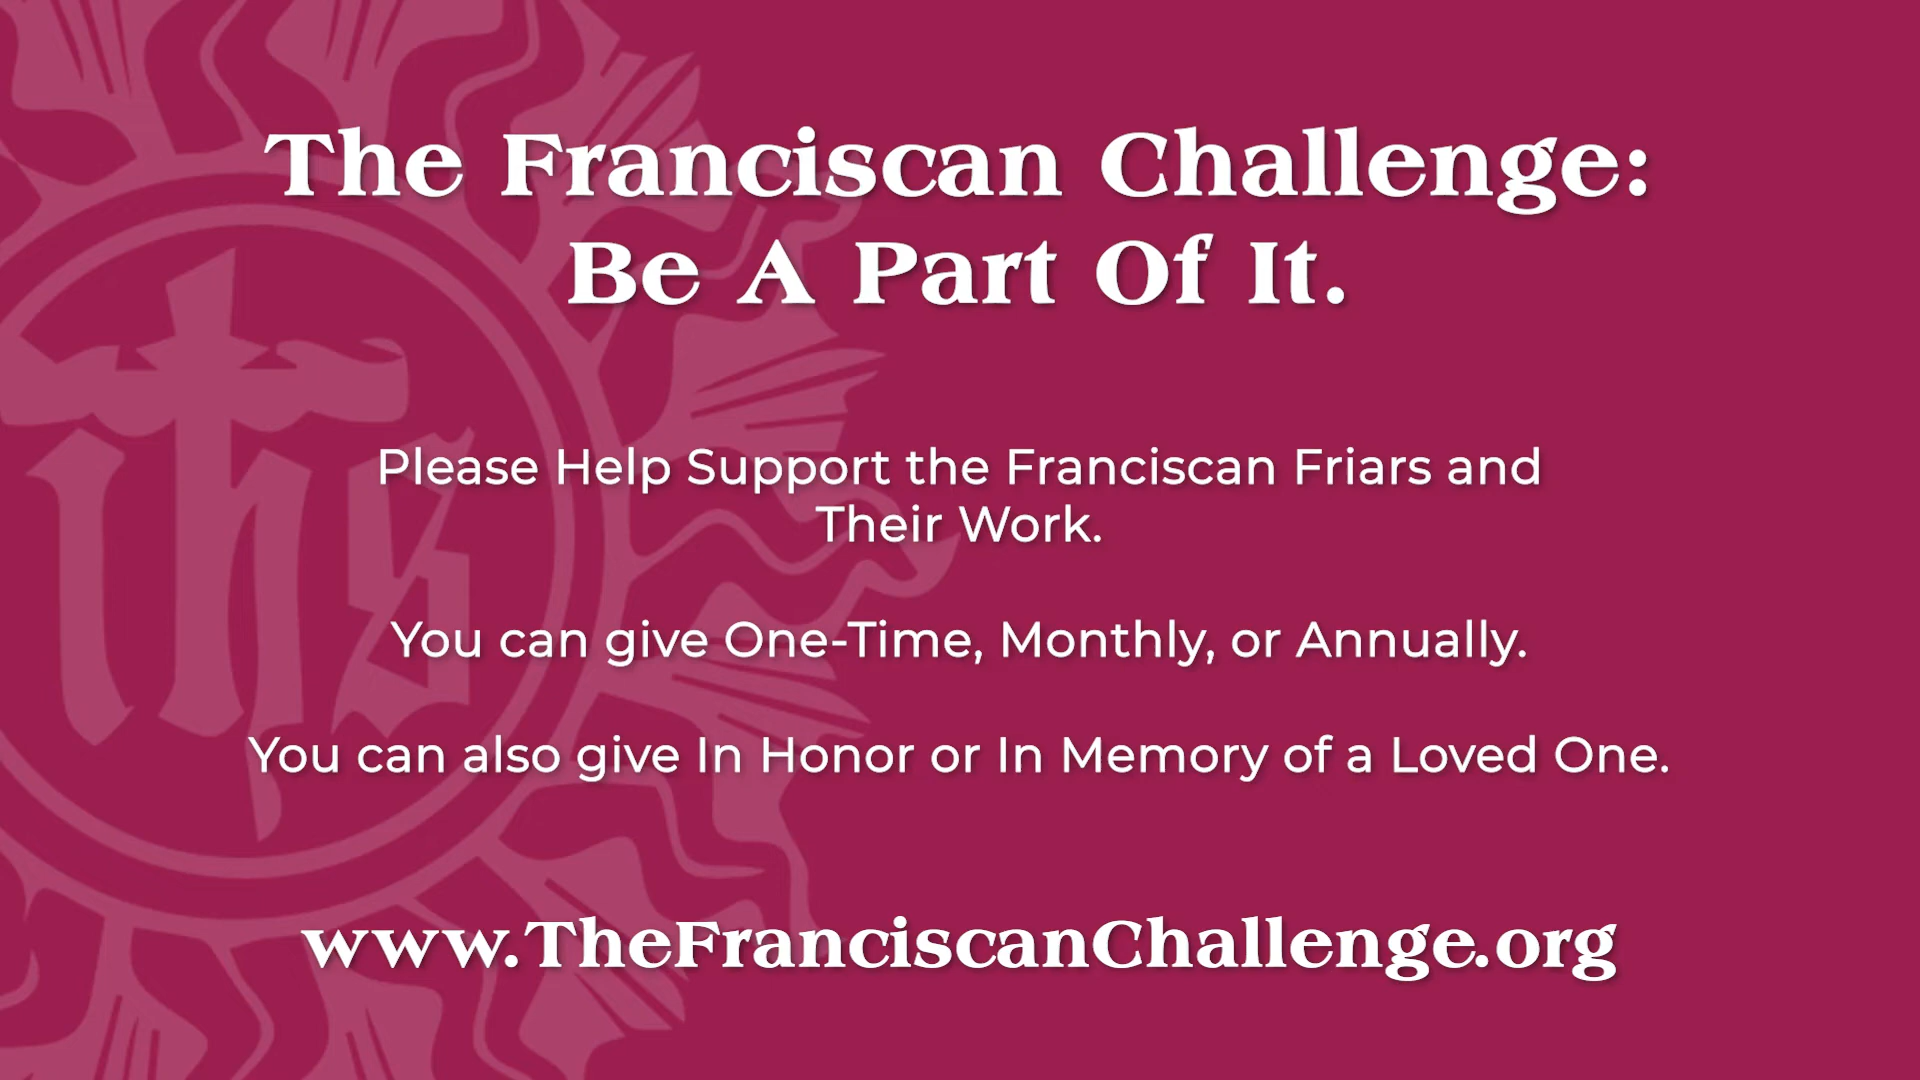 The Franciscan Challenge:
Be A Part Of It.
Please Help Support the Franciscan Friars and
Their Work.
You can give One-Time, Monthly, or Annually.
You can also give In Honor or In Memory of a Loved One.
www.TheFranciscanChallenge.org
ihs